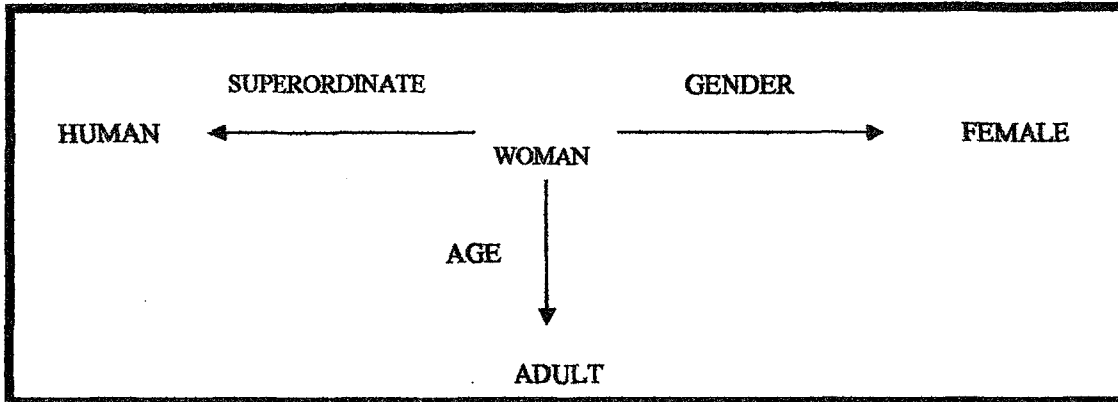 SUPERORDINATE GENDER
HUMAN FEMALE
WOMAN
AGE
ADULT